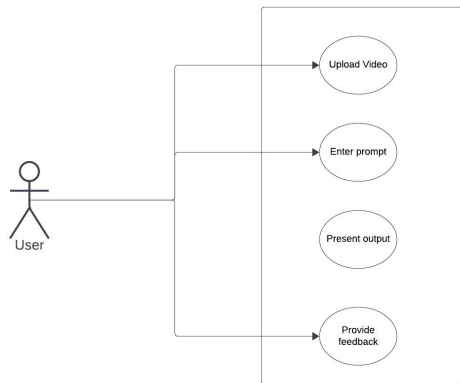 Upload Video
Enter prompt
User
Present output
Provide
feedback